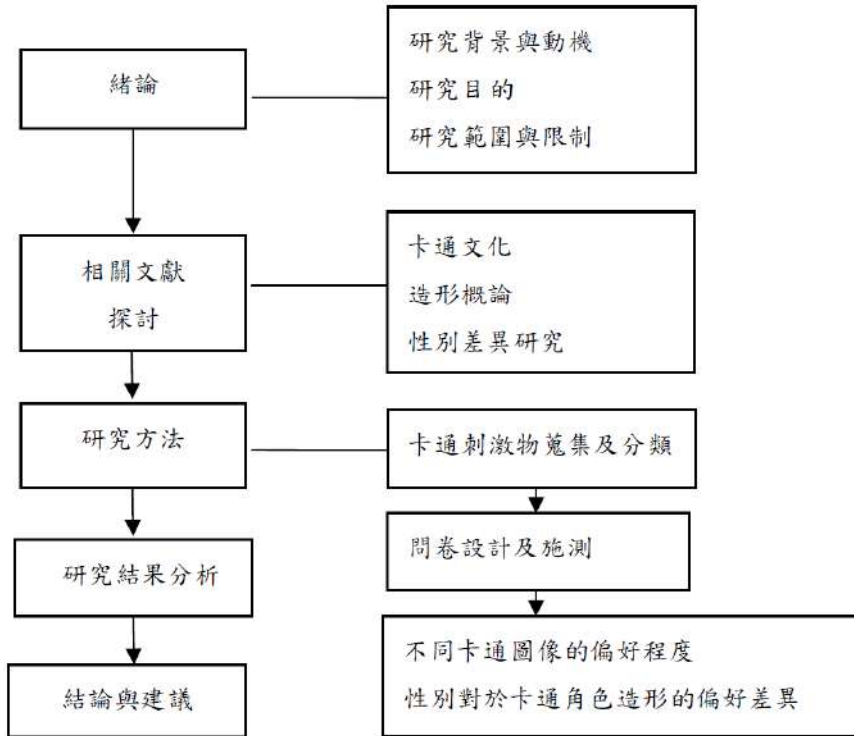 緒論
研究背景與動機
研究目的
研究範圍與限制
相關文獻
探討
卡通文化
造形概論
性別差異研究
研究方法
卡通刺激物蒐集及分類
問卷設計及施測
研究結果分析
不同卡通圖像的偏好程度
性別對於卡通角色造形的偏好差異
結論與建議